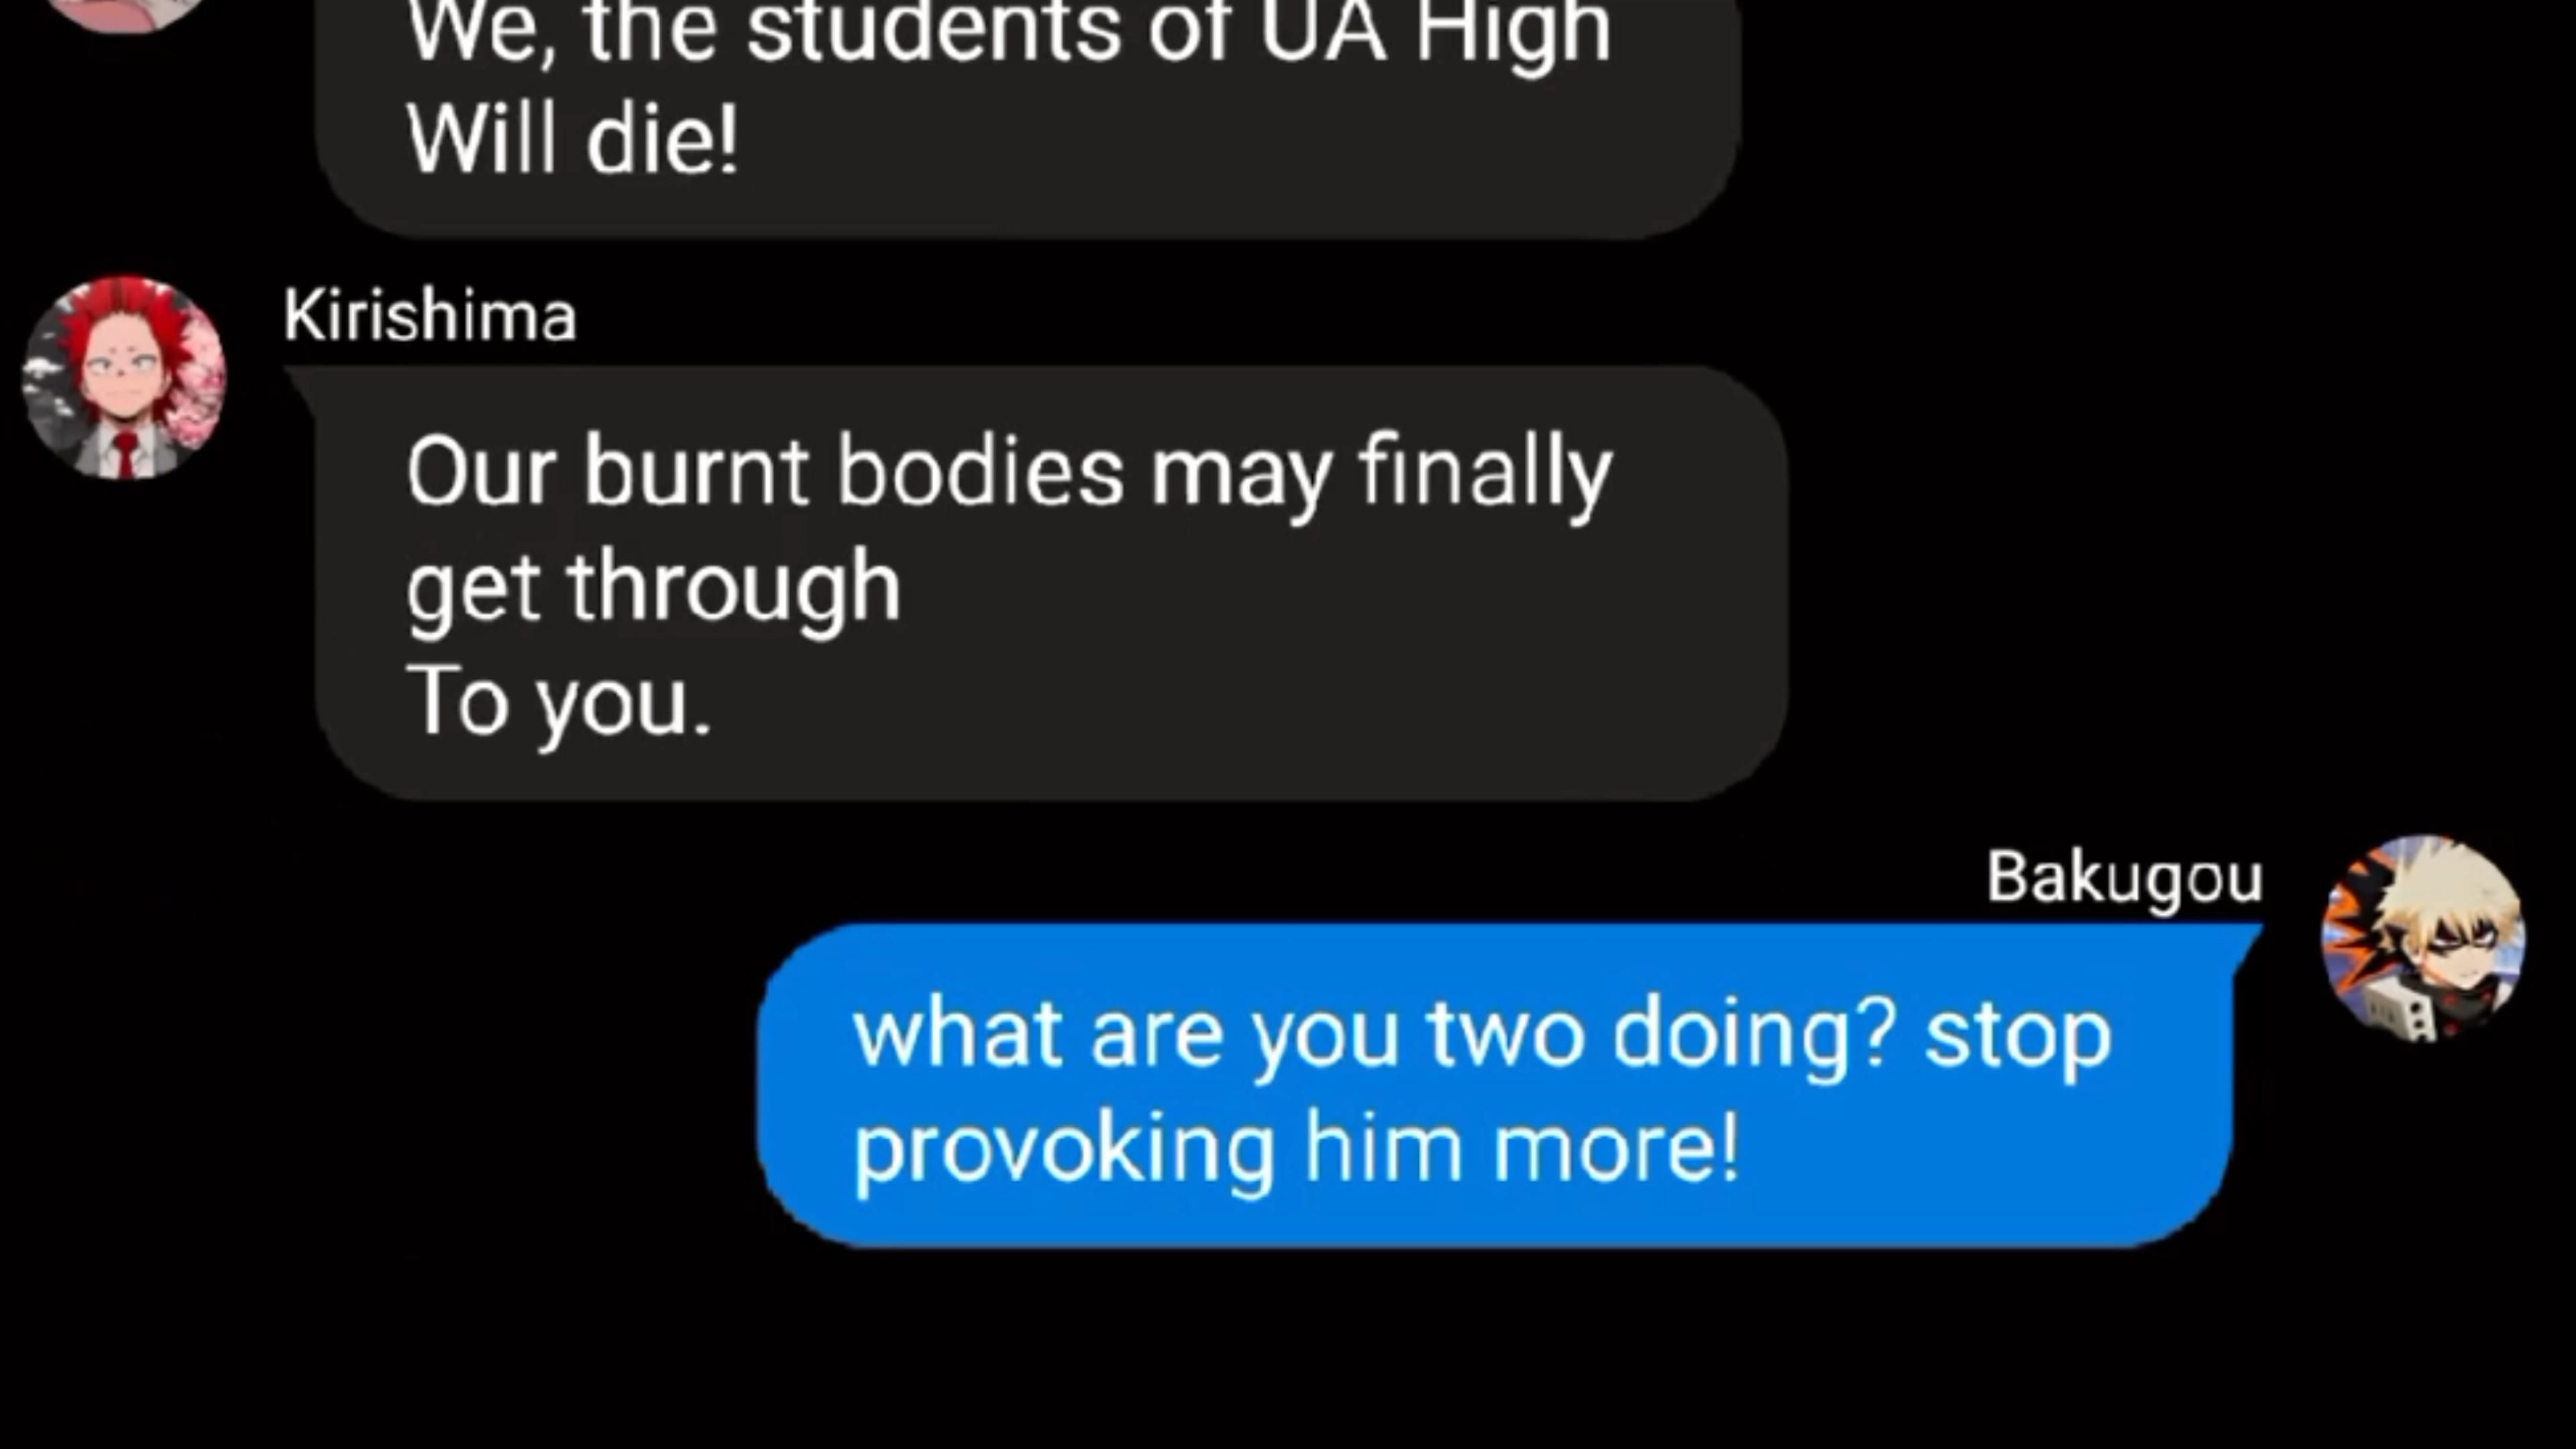 We, the students of UA High
Will die!
Kirishima
Our burnt bodies may finally
get through
To you.
Bakugou
what are you two doing? stop
provoking him more!